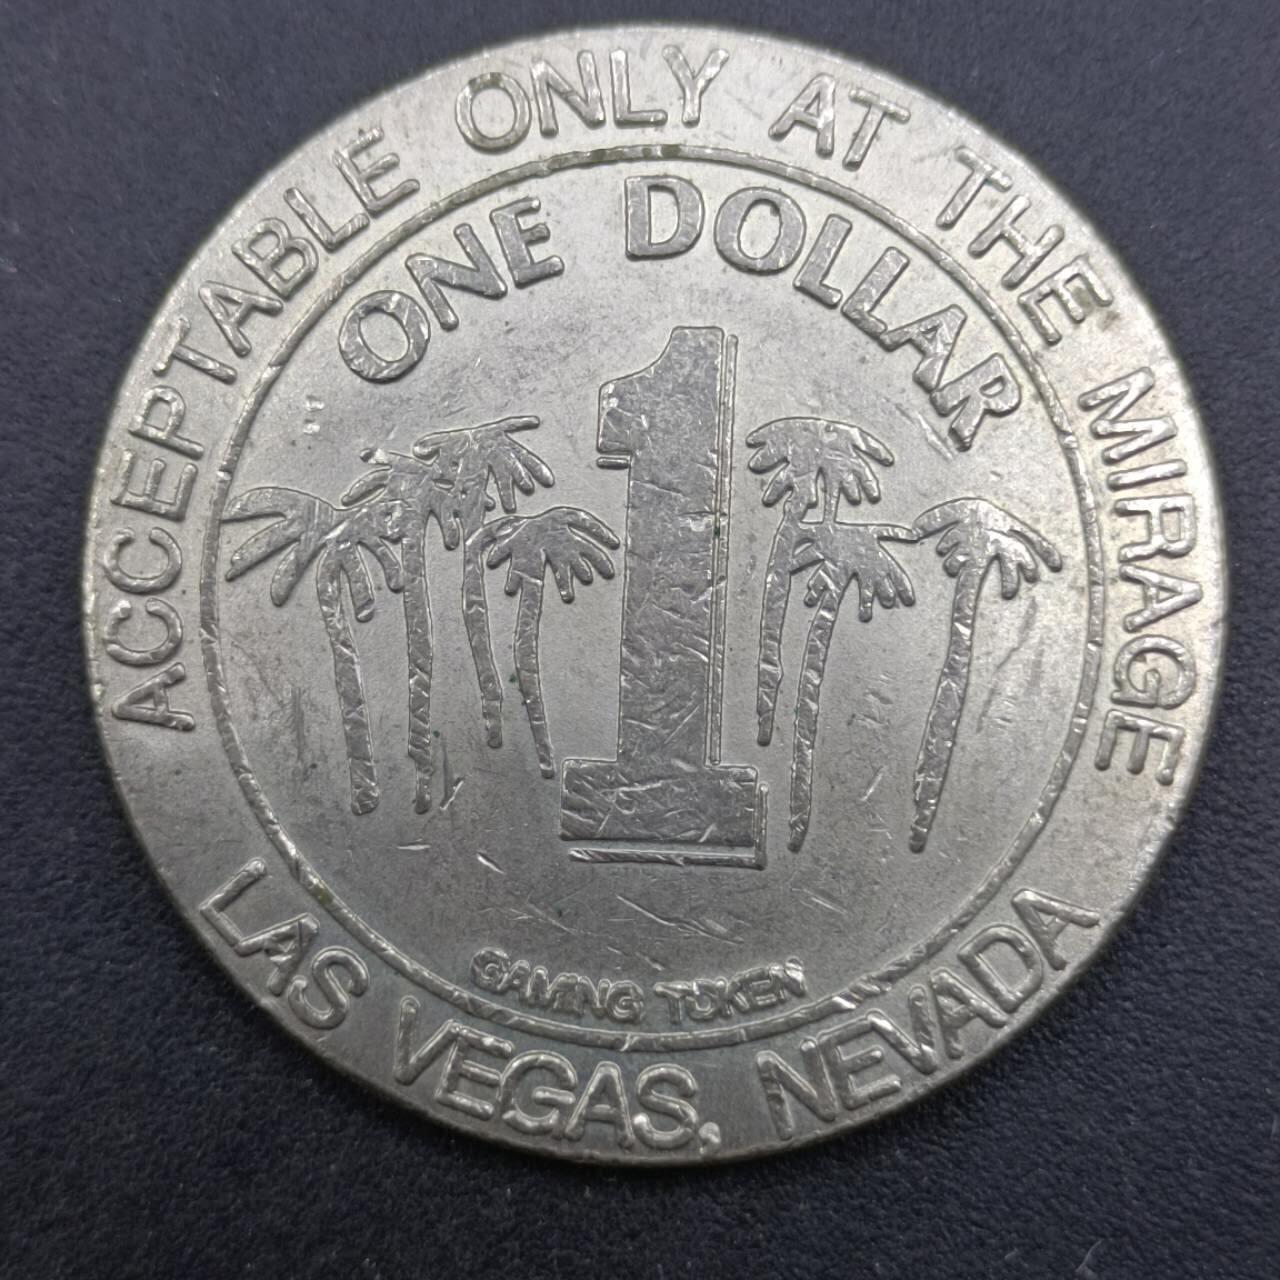 ACCEPTABLE ONLY AT THE MIRAGE
ONE DOLLAR
1
GAMING TOKEN
LAS VEGAS, NEVADA